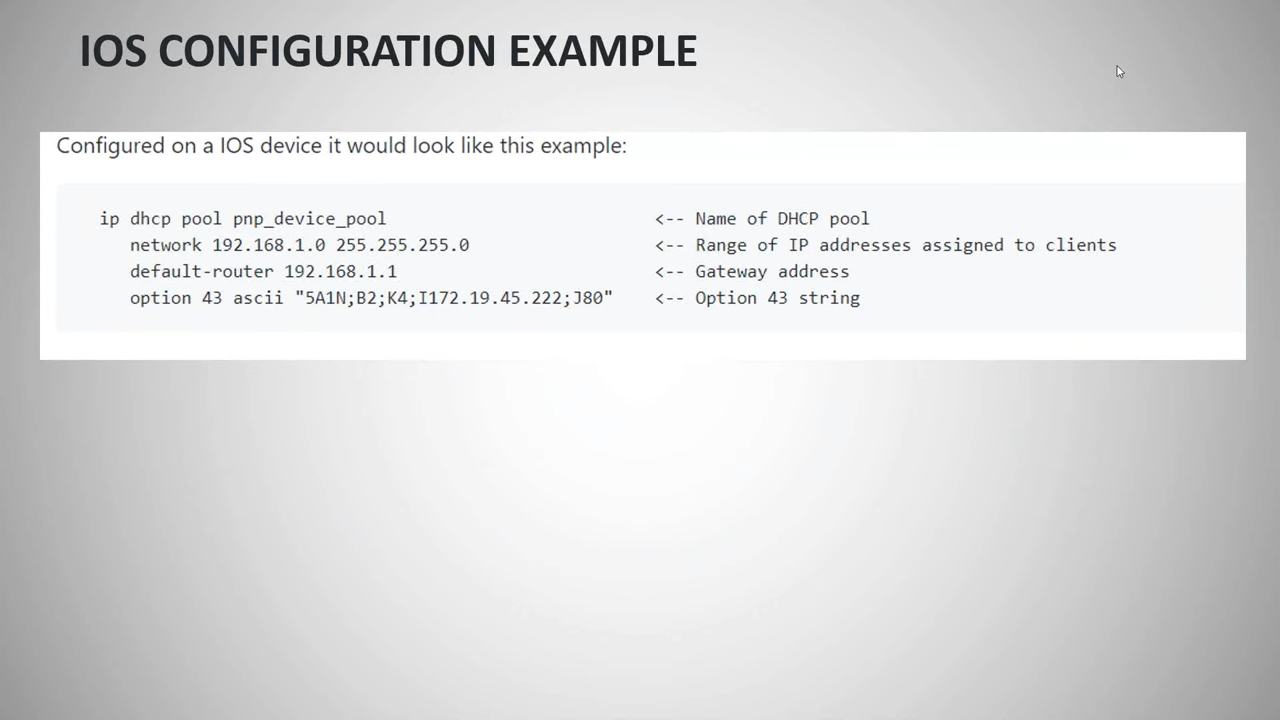 IOS CONFIGURATION EXAMPLE
Configured on a IOS device it would look like this example:
ip dhcp pool pnp_device_pool <-- Name of DHCP pool
network 192.168.1.0 255.255.255.0 <-- Range of IP addresses assigned to clients
default-router 192.168.1.1 <-- Gateway address
option 43 ascii "5A1N;B2;K4;I172.19.45.222;J80" <-- Option 43 string